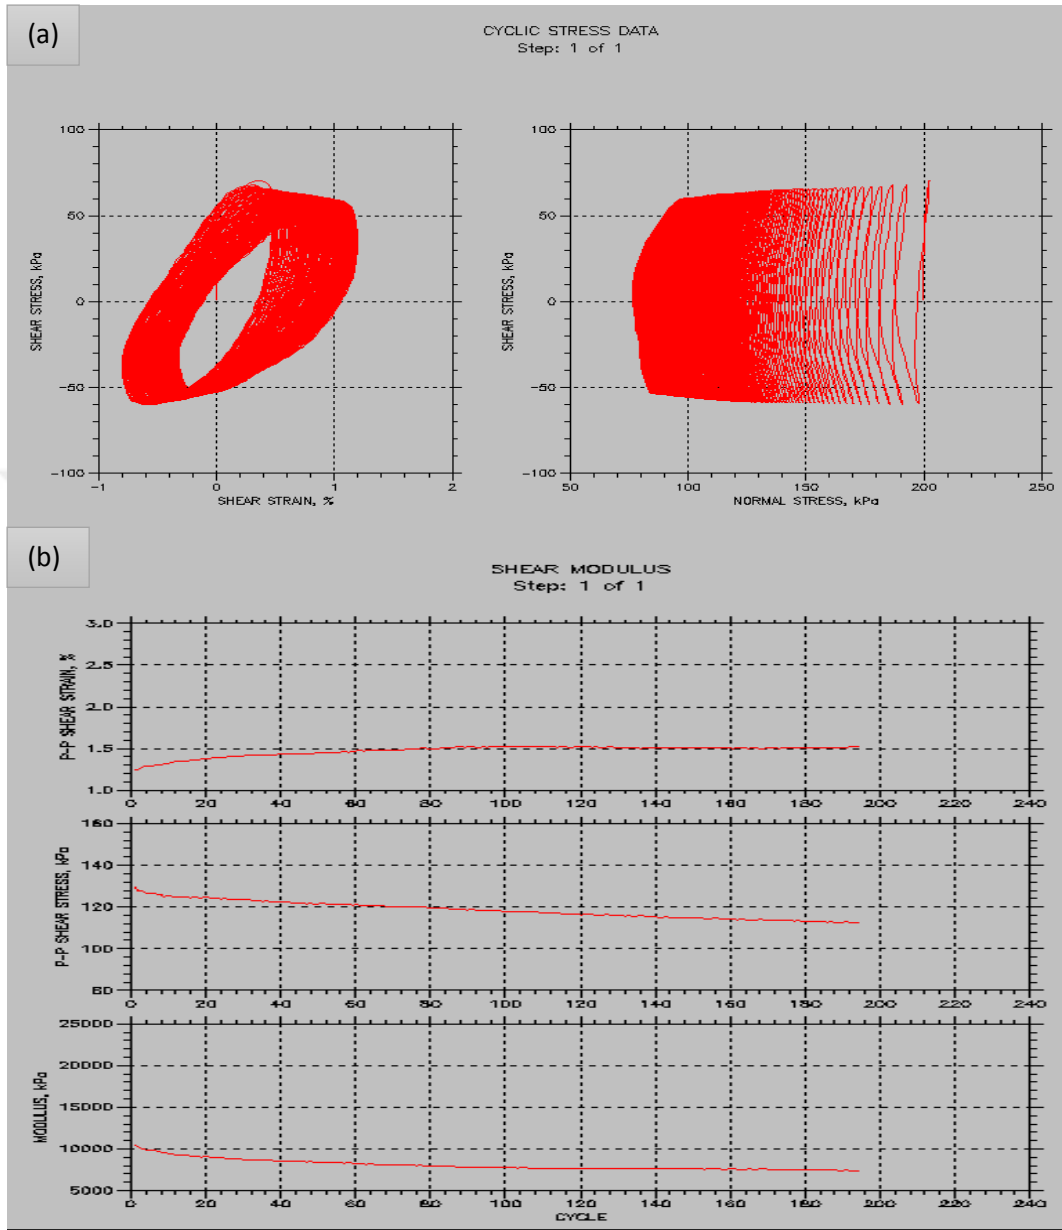 (a)
CYCLIC STRESS DATA
Step: 1 of 1
SHEAR STRESS, kPa
100
50
0
-50
-100
-1 0 1 2
SHEAR STRAIN, %
SHEAR STRESS, kPa
100
50
0
-50
-100
50 100 150 200 250
NORMAL STRESS, kPa
(b)
SHEAR MODULUS
Step: 1 of 1
P-P SHEAR STRAIN, %
3.0
2.5
2.0
1.5
1.0
0 20 40 60 80 100 120 140 160 180 200 220 240
P-P SHEAR STRESS, kPa
160
140
120
100
80
0 20 40 60 80 100 120 140 160 180 200 220 240
MODULUS, kPa
25000
20000
15000
10000
5000
0 20 40 60 80 100 120 140 160 180 200 220 240
CYCLE